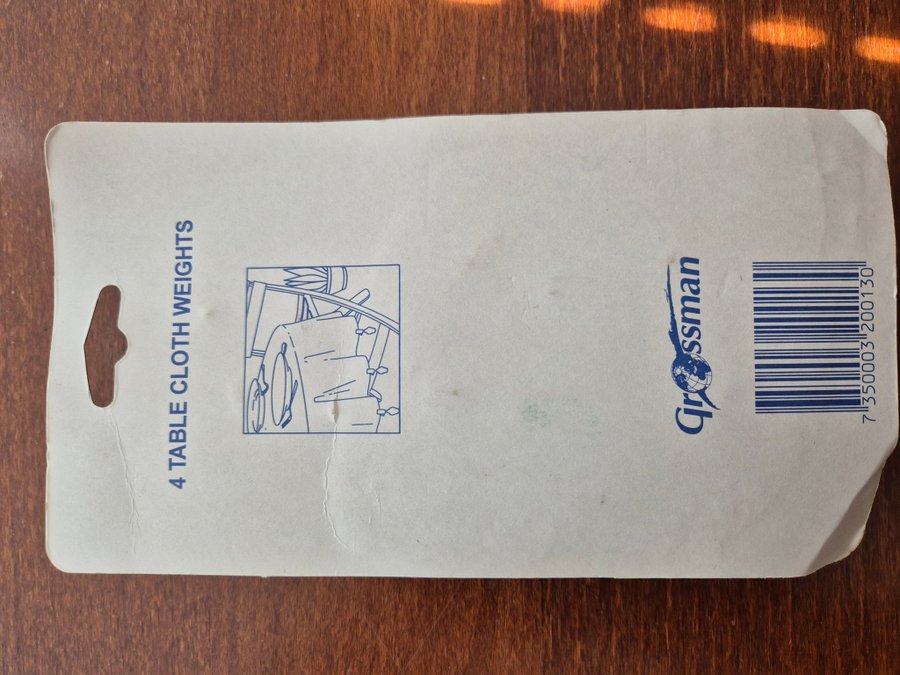 4 TABLE CLOTH WEIGHTS
Grossman
7 350003 200130